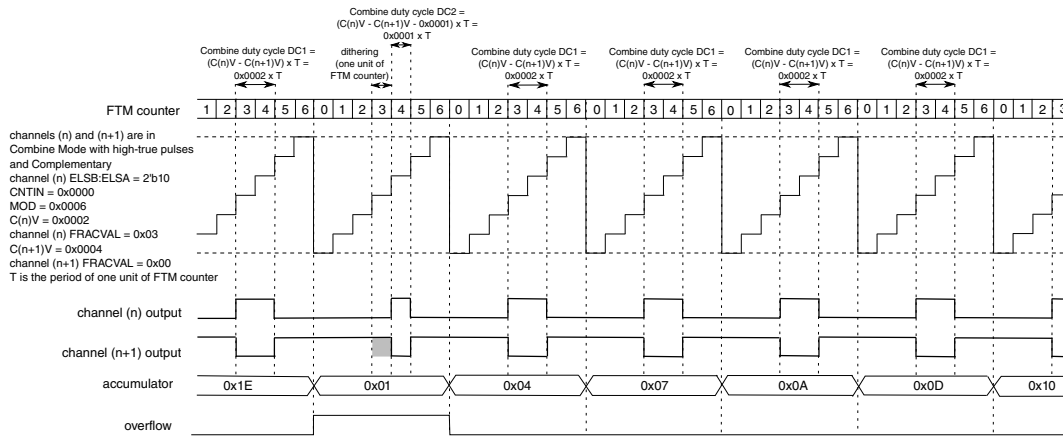 Combine duty cycle DC2 =
(C(n)V - C(n+1)V - 0x0001) x T =
0x0001 x T
Combine duty cycle DC1 =
(C(n)V - C(n+1)V) x T =
0x0002 x T
dithering
(one unit of
FTM counter)
Combine duty cycle DC1 =
(C(n)V - C(n+1)V) x T =
0x0002 x T
Combine duty cycle DC1 =
(C(n)V - C(n+1)V) x T =
0x0002 x T
Combine duty cycle DC1 =
(C(n)V - C(n+1)V) x T =
0x0002 x T
Combine duty cycle DC1 =
(C(n)V - C(n+1)V) x T =
0x0002 x T
FTM counter 1 2 3 4 5 6 0 1 2 3 4 5 6 0 1 2 3 4 5 6 0 1 2 3 4 5 6 0 1 2 3 4 5 6 0 1 2 3 4 5 6 0 1 2 3
channels (n) and (n+1) are in
Combine Mode with high-true pulses
and Complementary
channel (n) ELSB:ELSA = 2'b10
CNTIN = 0x0000
MOD = 0x0006
C(n)V = 0x0002
channel (n) FRACVAL = 0x03
C(n+1)V = 0x0004
channel (n+1) FRACVAL = 0x00
T is the period of one unit of FTM counter
channel (n) output
channel (n+1) output
accumulator 0x1E 0x01 0x04 0x07 0x0A 0x0D 0x10
overflow